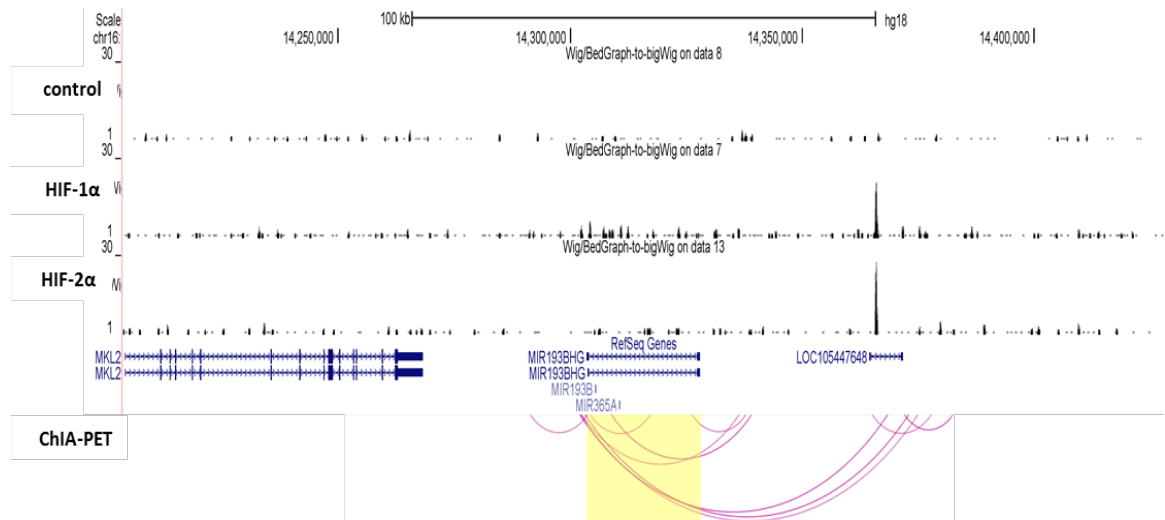 Scale 100 kb hg18
chr16: 14,250,000 14,300,000 14,350,000 14,400,000
30 Wig/BedGraph-to-bigWig on data 8
control
1
30 Wig/BedGraph-to-bigWig on data 7
HIF-1α
1
30 Wig/BedGraph-to-bigWig on data 13
HIF-2α
1
RefSeq Genes
MKL2 MIR193BHG LOC105447648
MKL2 MIR193BHG
MIR193B
MIR365A
ChIA-PET